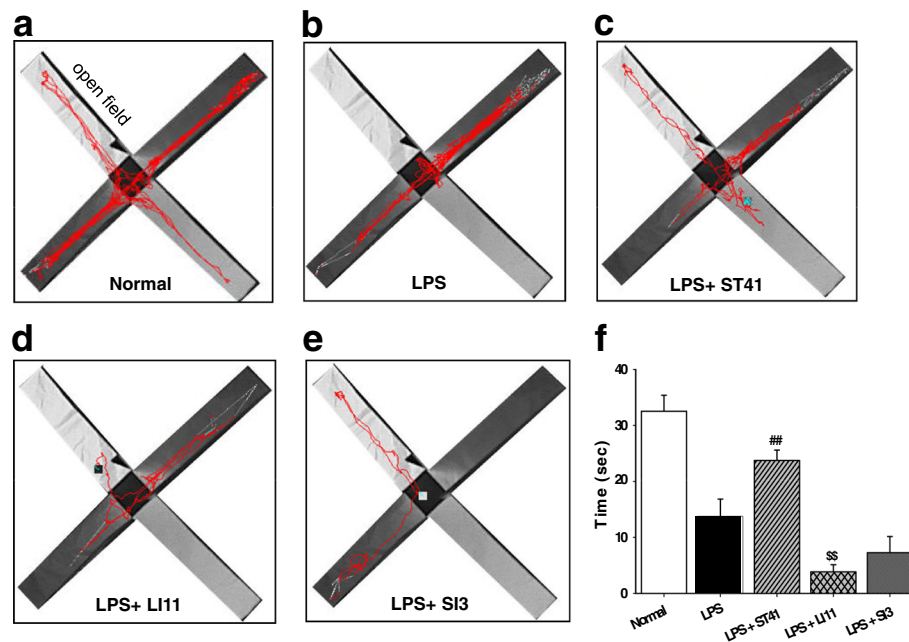 a
open field
Normal
b
LPS
c
LPS+ ST41
d
LPS+ LI11
e
LPS+ SI3
f
Time (sec)
40
30
20
10
0
##
$$
Normal
LPS
LPS + ST41
LPS + LI11
LPS + SI3